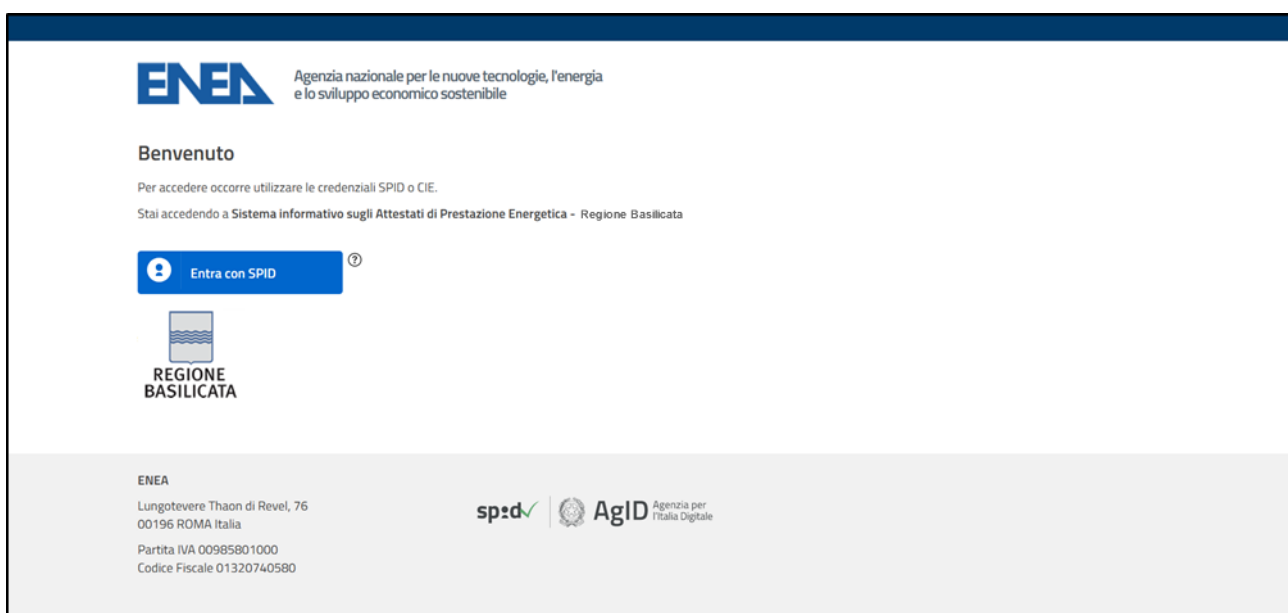 ENEA
Agenzia nazionale per le nuove tecnologie, l'energia
e lo sviluppo economico sostenibile
Benvenuto
Per accedere occorre utilizzare le credenziali SPID o CIE.
Stai accedendo a Sistema informativo sugli Attestati di Prestazione Energetica - Regione Basilicata
Entra con SPID
?
REGIONE
BASILICATA
ENEA
Lungotevere Thaon di Revel, 76
00196 ROMA Italia
Partita IVA 00985801000
Codice Fiscale 01320740580
sp:d
AgID
Agenzia per
l'Italia Digitale